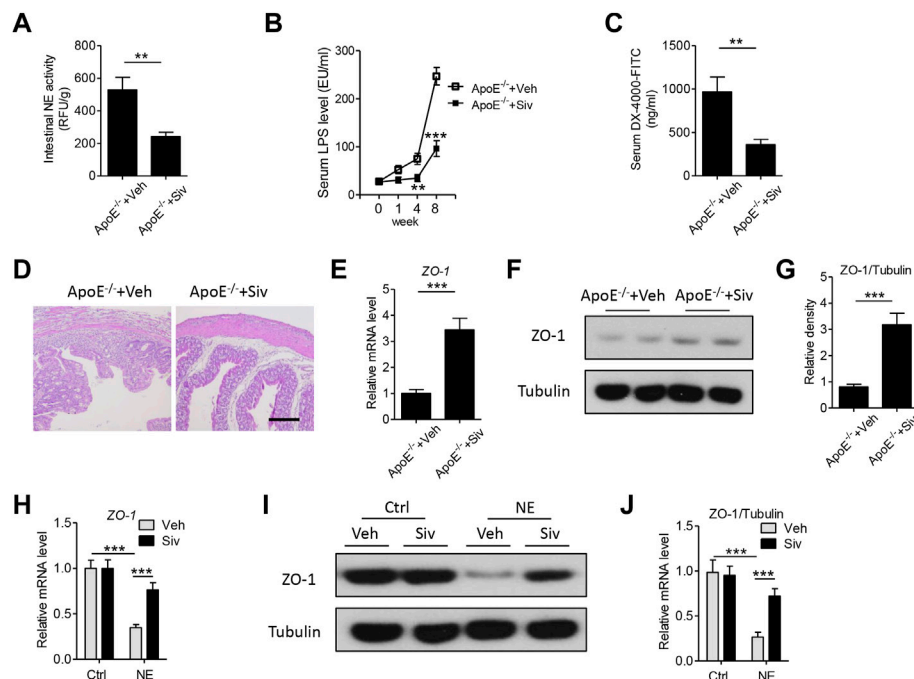 A
Intestinal NE activity
(RFU/g)
800
600
400
200
0
**
ApoE-/-+Veh
ApoE-/-+Siv
B
Serum LPS level (EU/ml)
300
200
100
0
ApoE-/-+Veh
ApoE-/-+Siv
***
**
0 1 4 8
week
C
Serum DX-4000-FITC
(ng/ml)
1500
1000
500
0
**
ApoE-/-+Veh
ApoE-/-+Siv
D
ApoE-/-+Veh ApoE-/-+Siv
E
ZO-1
Relative mRNA level
5
4
3
2
1
0
***
ApoE-/-+Veh
ApoE-/-+Siv
F
ApoE-/-+Veh ApoE-/-+Siv
ZO-1
Tubulin
G
ZO-1/Tubulin
Relative density
5
4
3
2
1
0
***
ApoE-/-+Veh
ApoE-/-+Siv
H
ZO-1
Relative mRNA level
1.5
1.0
0.5
0.0
Veh
Siv
***
***
Ctrl NE
I
Ctrl NE
Veh Siv Veh Siv
ZO-1
Tubulin
J
ZO-1/Tubulin
Relative mRNA level
1.5
1.0
0.5
0.0
Veh
Siv
***
***
Ctrl NE